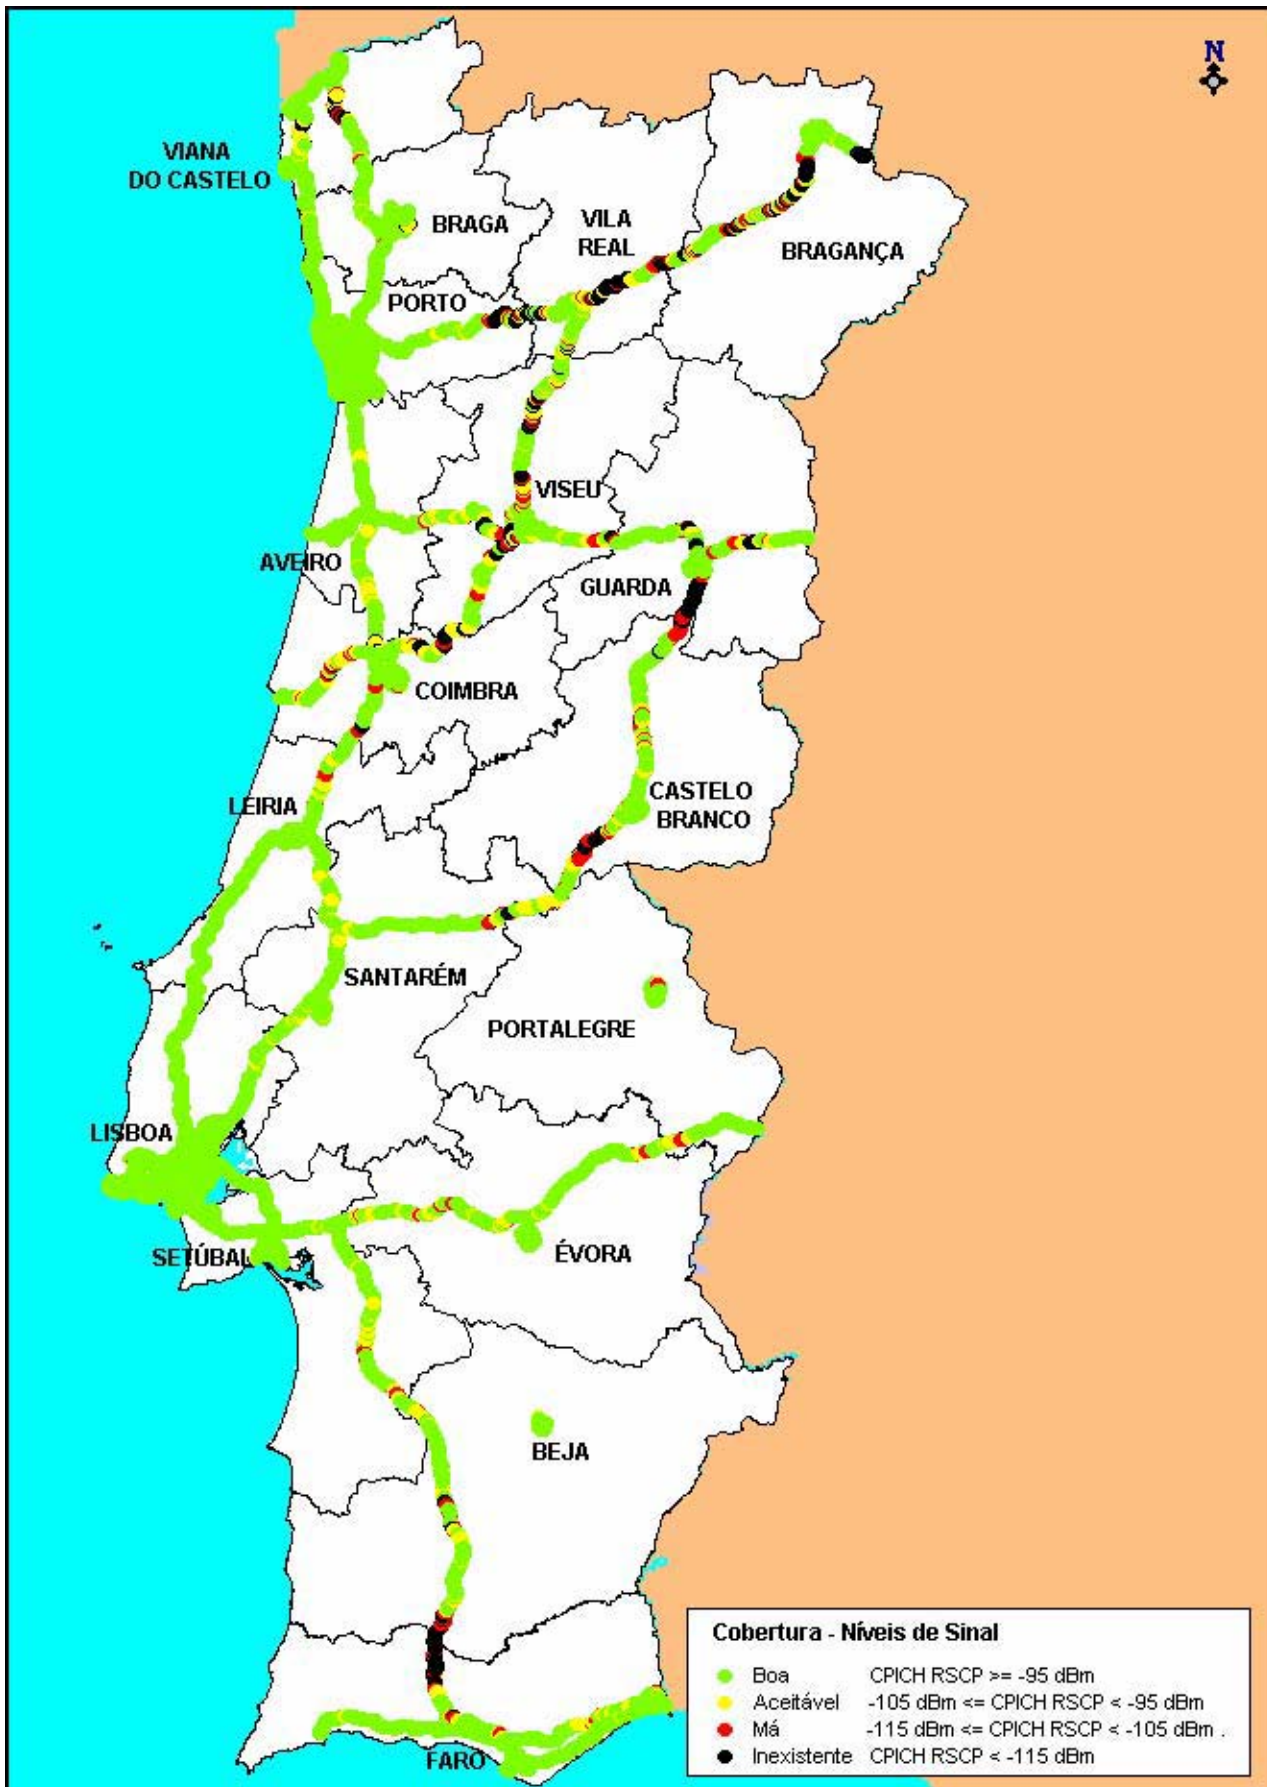 N
VIANA
DO CASTELO
BRAGA
VILA
REAL
BRAGANÇA
PORTO
VISEU
AVEIRO
GUARDA
COIMBRA
CASTELO
BRANCO
LEIRIA
SANTARÉM
PORTALEGRE
LISBOA
SETÚBAL
ÉVORA
BEJA
FARO
Cobertura - Níveis de Sinal
Boa CPICH RSCP >= -95 dBm
Aceitável -105 dBm <= CPICH RSCP < -95 dBm
Má -115 dBm <= CPICH RSCP < -105 dBm .
Inexistente CPICH RSCP < -115 dBm